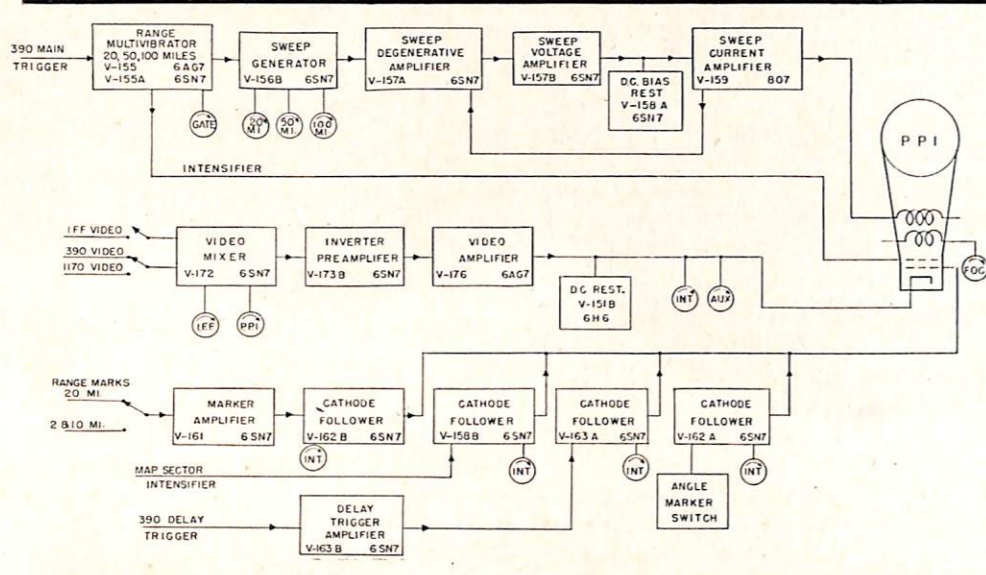 390 MAIN
TRIGGER
RANGE
MULTIVIBRATOR
20, 50, 100 MILES
V-155 6AG7
V-155A 6SN7
GATE
SWEEP
GENERATOR
V-156B 6SN7
20 MI.
50 MI.
100 MI.
SWEEP
DEGENERATIVE
AMPLIFIER
V-157A 6SN7
SWEEP
VOLTAGE
AMPLIFIER
V-157B 6SN7
D.C. BIAS
REST
V-158 A
6SN7
SWEEP
CURRENT
AMPLIFIER
V-159 807
PPI
INTENSIFIER
FOC
IFF VIDEO
390 VIDEO
1170 VIDEO
VIDEO
MIXER
V-172 6SN7
IFF
PPI
INVERTER
PREAMPLIFER
V-173B 6SN7
VIDEO
AMPLIFIER
V-176 6AG7
DC REST.
V-151B
6H6
INT
AUX
RANGE MARKS
20 MI.
2 & 10 MI.
MARKER
AMPLIFIER
V-161 6SN7
CATHODE
FOLLOWER
V-162 B 6SN7
INT
CATHODE
FOLLOWER
V-158 B 6SN7
INT
CATHODE
FOLLOWER
V-163 A 6SN7
INT
CATHODE
FOLLOWER
V-162 A 6SN7
INT
ANGLE
MARKER
SWITCH
MAP SECTOR
INTENSIFIER
390 DELAY
TRIGGER
DELAY
TRIGGER
AMPLIFIER
V-163 B 6SN7